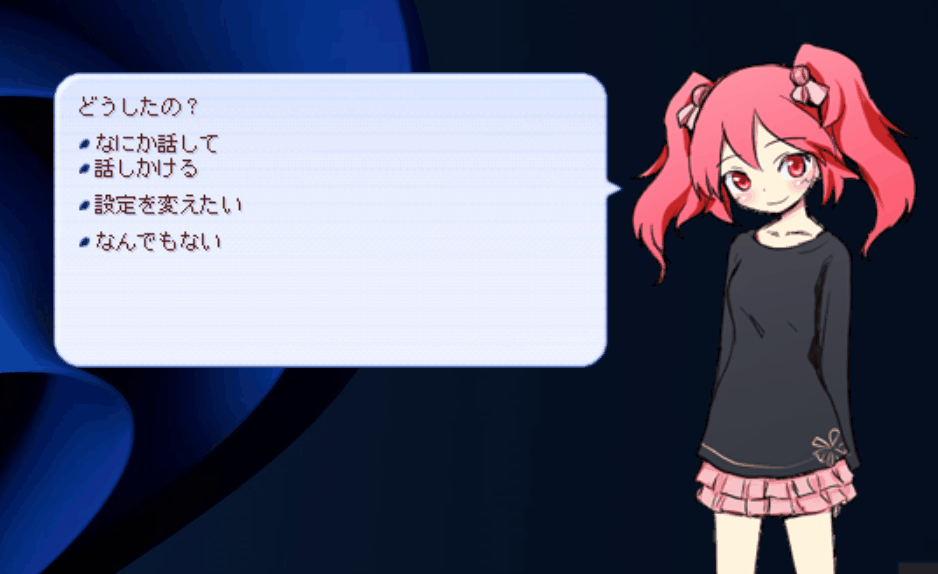 どうしたの？
なにか話して
話しかける
設定を変えたい
なんでもない